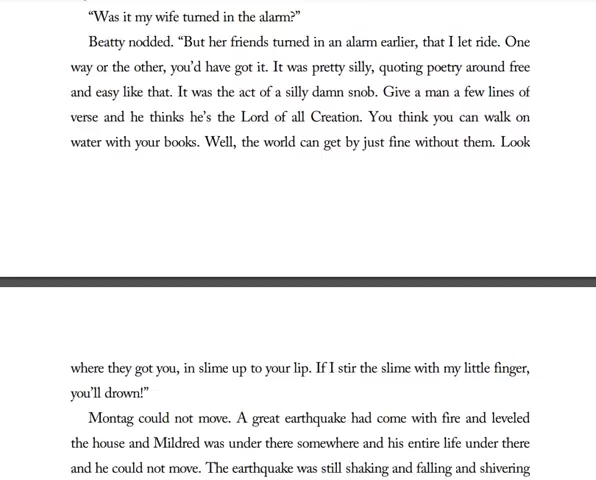 “Was it my wife turned in the alarm?”
Beatty nodded. “But her friends turned in an alarm earlier, that I let ride. One
way or the other, you’d have got it. It was pretty silly, quoting poetry around free
and easy like that. It was the act of a silly damn snob. Give a man a few lines of
verse and he thinks he’s the Lord of all Creation. You think you can walk on
water with your books. Well, the world can get by just fine without them. Look
where they got you, in slime up to your lip. If I stir the slime with my little finger,
you’ll drown!”
Montag could not move. A great earthquake had come with fire and leveled
the house and Mildred was under there somewhere and his entire life under there
and he could not move. The earthquake was still shaking and falling and shivering